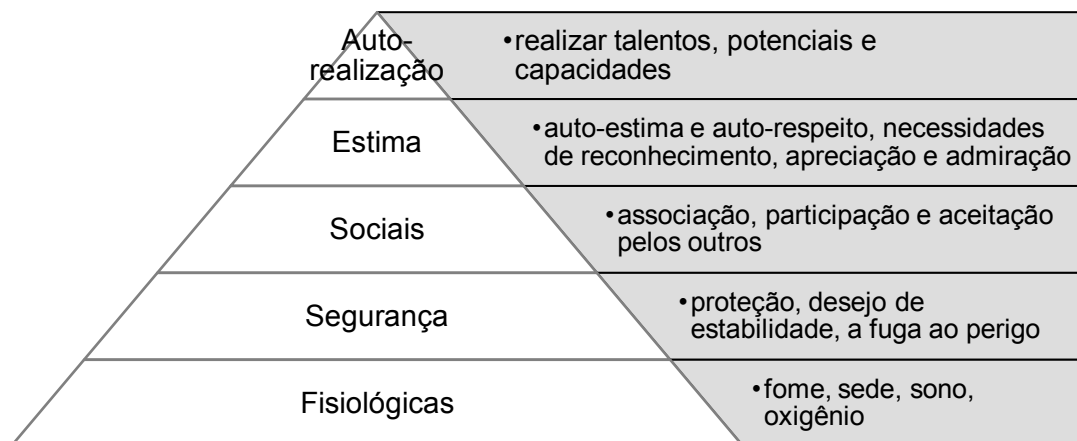 Auto-
realização
•realizar talentos, potenciais e
capacidades
Estima
•auto-estima e auto-respeito, necessidades
de reconhecimento, apreciação e admiração
Sociais
•associação, participação e aceitação
pelos outros
Segurança
•proteção, desejo de
estabilidade, a fuga ao perigo
Fisiológicas
•fome, sede, sono,
oxigênio